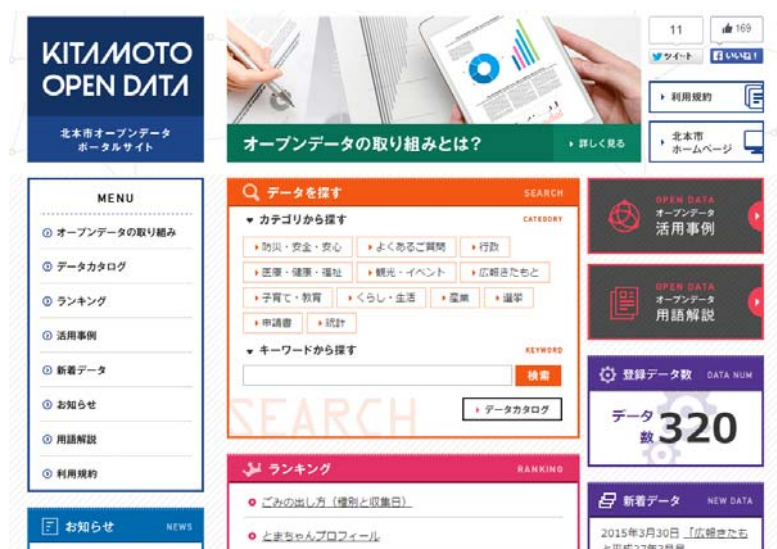 KITAMOTO
OPEN DATA
北本市オープンデータ
ポータルサイト
オープンデータの取り組みとは?
詳しく見る
11
169
ツイート
いいね!
利用規約
北本市
ホームページ
MENU
オープンデータの取り組み
データカタログ
ランキング
活用事例
新着データ
お知らせ
用語解説
利用規約
お知らせ
NEWS
データを探す
SEARCH
カテゴリから探す
CATEGORY
防災・安全・安心
よくあるご質問
行政
医療・健康・福祉
観光・イベント
広報きたもと
子育て・教育
くらし・生活
産業
選挙
申請書
統計
キーワードから探す
KEYWORD
検索
SEARCH
データカタログ
ランキング
RANKING
ごみの出し方(種別と収集日)
とまちゃんプロフィール
OPEN DATA
オープンデータ
活用事例
OPEN DATA
オープンデータ
用語解説
登録データ数
DATA NUM
データ
数 320
新着データ
NEW DATA
2015年3月30日 「広報きたも